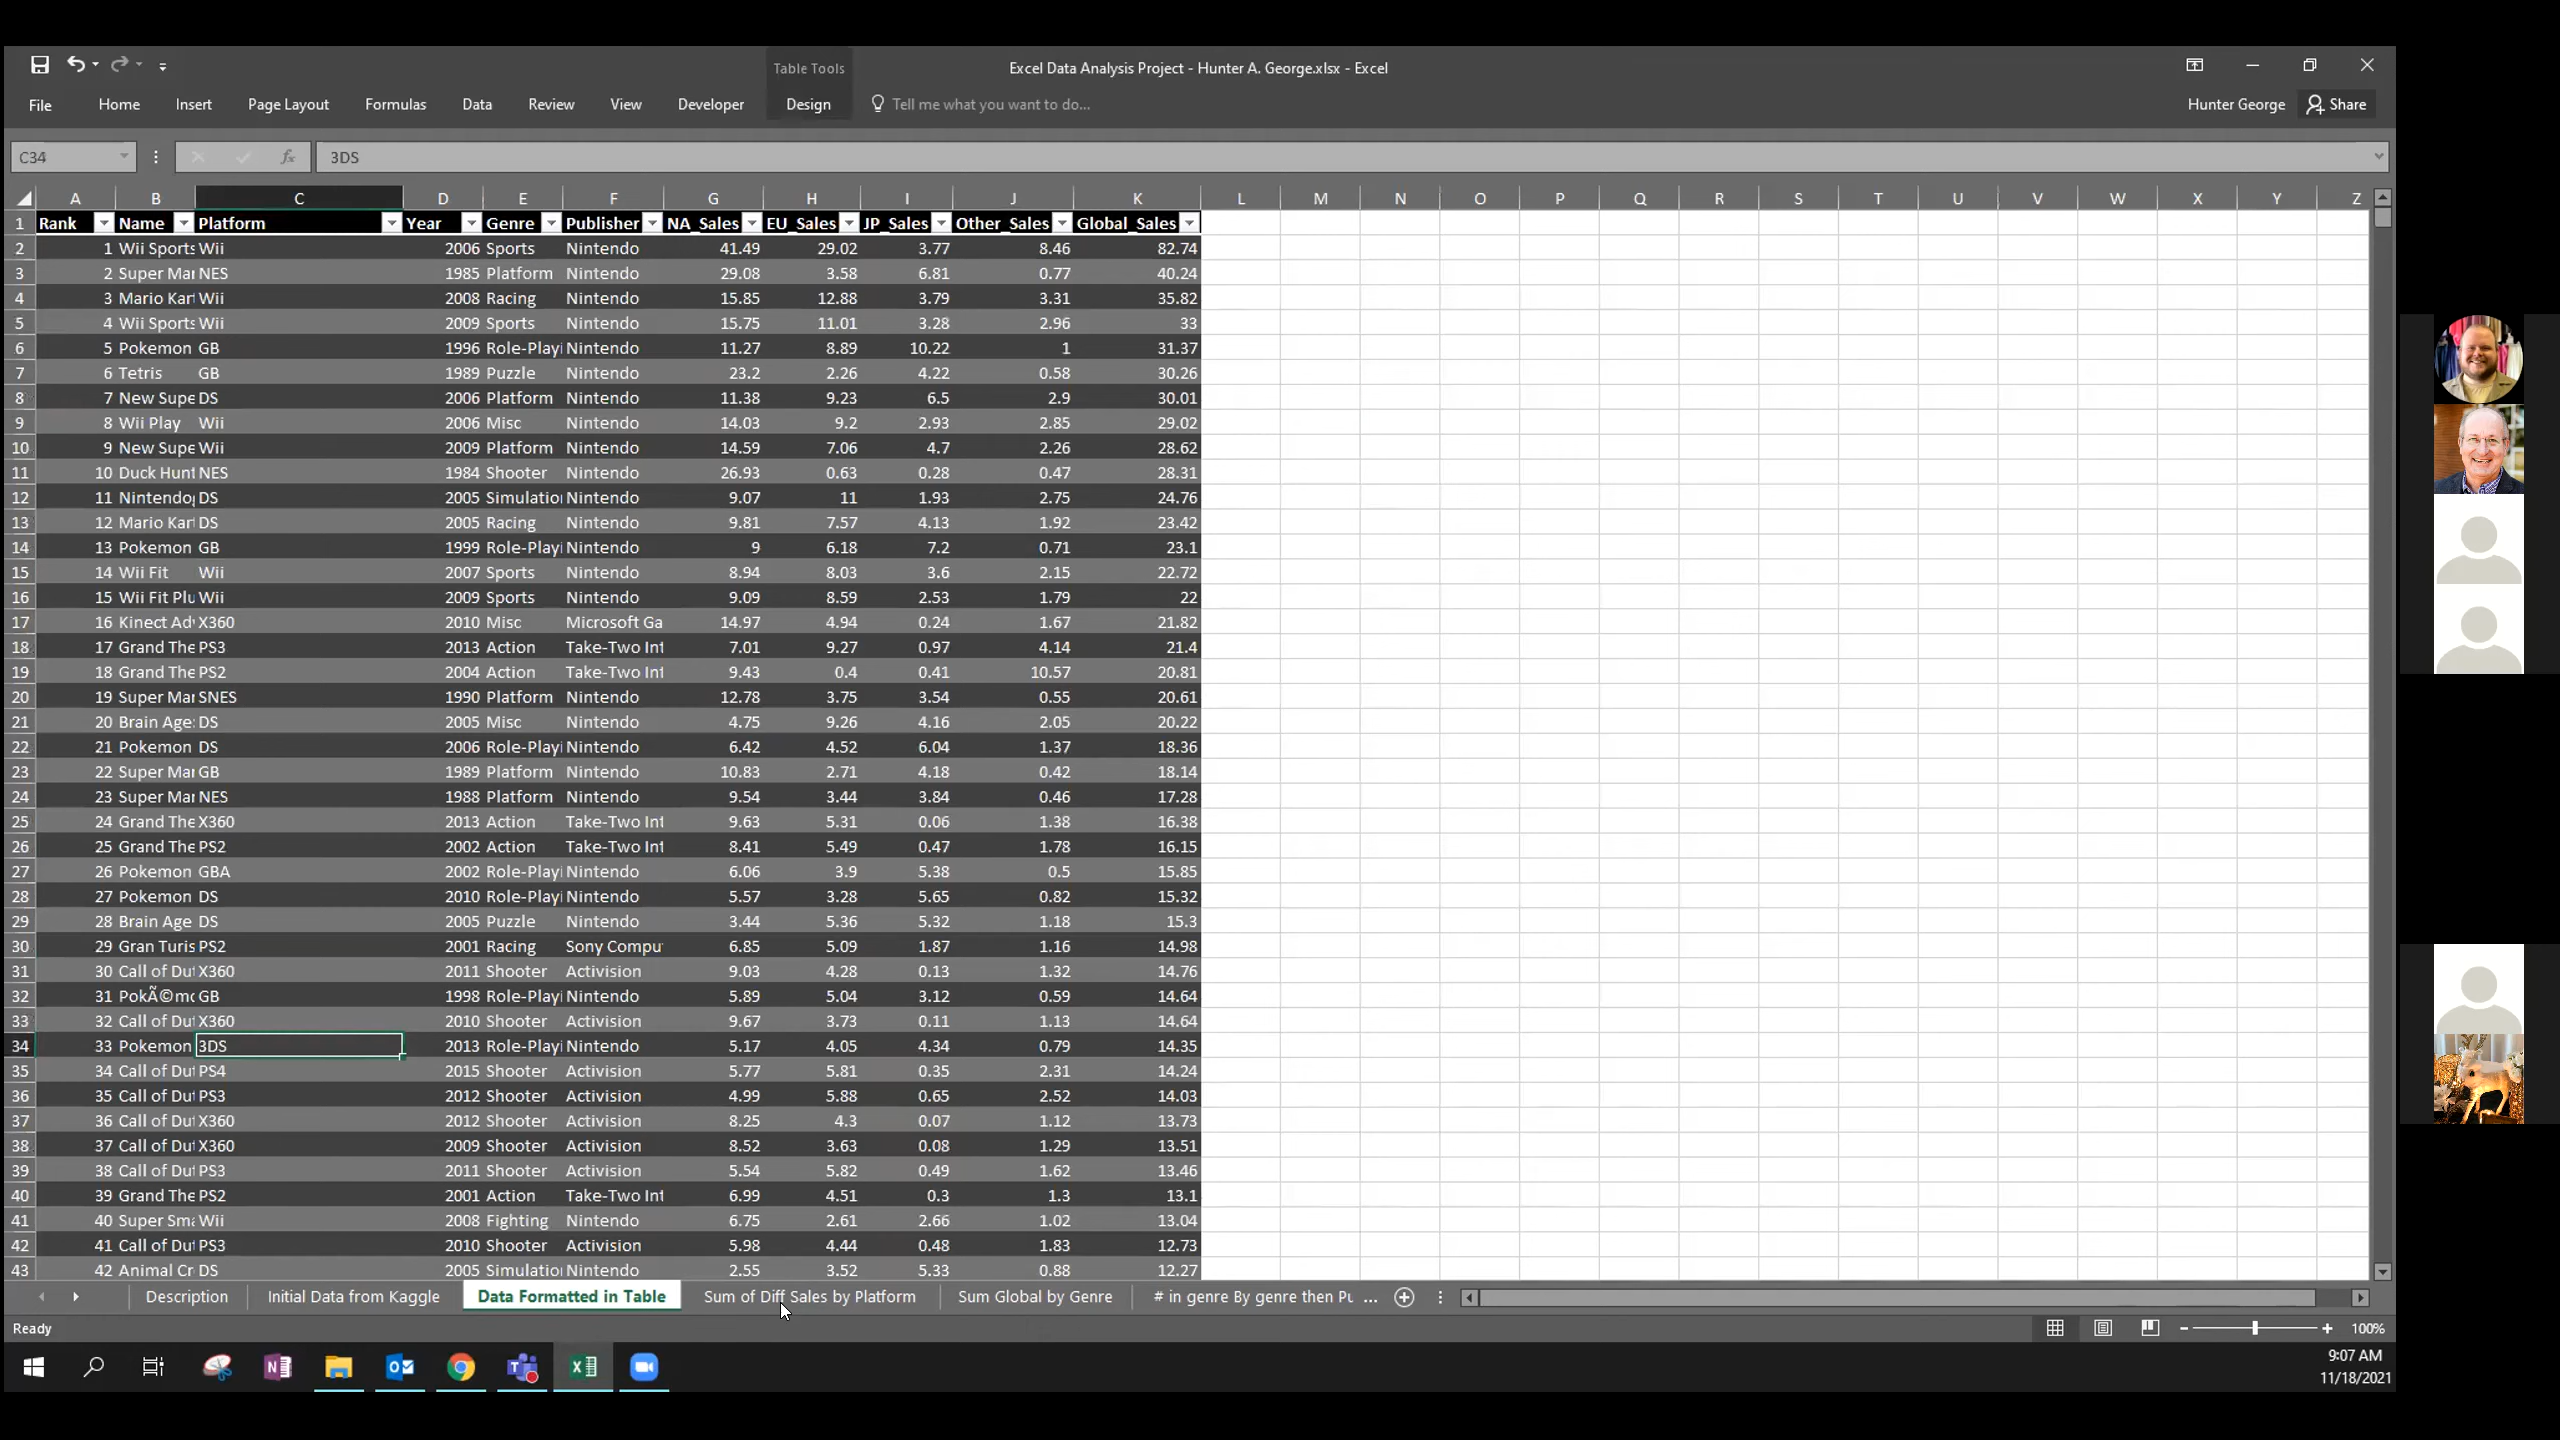 Table Tools
Excel Data Analysis Project - Hunter A. George.xlsx - Excel
File Home Insert Page Layout Formulas Data Review View Developer Design Tell me what you want to do... Hunter George Share
C34 fx 3DS
A B C D E F G H I J K L M N O P Q R S T U V W X Y Z
1 Rank Name Platform Year Genre Publisher NA_Sales EU_Sales JP_Sales Other_Sales Global_Sales
2 1 Wii Sports Wii 2006 Sports Nintendo 41.49 29.02 3.77 8.46 82.74
3 2 Super Mar NES 1985 Platform Nintendo 29.08 3.58 6.81 0.77 40.24
4 3 Mario Kart Wii 2008 Racing Nintendo 15.85 12.88 3.79 3.31 35.82
5 4 Wii Sports Wii 2009 Sports Nintendo 15.75 11.01 3.28 2.96 33
6 5 Pokemon GB 1996 Role-Playi Nintendo 11.27 8.89 10.22 1 31.37
7 6 Tetris GB 1989 Puzzle Nintendo 23.2 2.26 4.22 0.58 30.26
8 7 New Supe DS 2006 Platform Nintendo 11.38 9.23 6.5 2.9 30.01
9 8 Wii Play Wii 2006 Misc Nintendo 14.03 9.2 2.93 2.85 29.02
10 9 New Supe Wii 2009 Platform Nintendo 14.59 7.06 4.7 2.26 28.62
11 10 Duck Hunt NES 1984 Shooter Nintendo 26.93 0.63 0.28 0.47 28.31
12 11 Nintendog DS 2005 Simulation Nintendo 9.07 11 1.93 2.75 24.76
13 12 Mario Kart DS 2005 Racing Nintendo 9.81 7.57 4.13 1.92 23.42
14 13 Pokemon GB 1999 Role-Playi Nintendo 9 6.18 7.2 0.71 23.1
15 14 Wii Fit Wii 2007 Sports Nintendo 8.94 8.03 3.6 2.15 22.72
16 15 Wii Fit Plu Wii 2009 Sports Nintendo 9.09 8.59 2.53 1.79 22
17 16 Kinect Adv X360 2010 Misc Microsoft Ga 14.97 4.94 0.24 1.67 21.82
18 17 Grand The PS3 2013 Action Take-Two Int 7.01 9.27 0.97 4.14 21.4
19 18 Grand The PS2 2004 Action Take-Two Int 9.43 0.4 0.41 10.57 20.81
20 19 Super Mar SNES 1990 Platform Nintendo 12.78 3.75 3.54 0.55 20.61
21 20 Brain Age: DS 2005 Misc Nintendo 4.75 9.26 4.16 2.05 20.22
22 21 Pokemon DS 2006 Role-Playi Nintendo 6.42 4.52 6.04 1.37 18.36
23 22 Super Mar GB 1989 Platform Nintendo 10.83 2.71 4.18 0.42 18.14
24 23 Super Mar NES 1988 Platform Nintendo 9.54 3.44 3.84 0.46 17.28
25 24 Grand The X360 2013 Action Take-Two Int 9.63 5.31 0.06 1.38 16.38
26 25 Grand The PS2 2002 Action Take-Two Int 8.41 5.49 0.47 1.78 16.15
27 26 Pokemon GBA 2002 Role-Playi Nintendo 6.06 3.9 5.38 0.5 15.85
28 27 Pokemon DS 2010 Role-Playi Nintendo 5.57 3.28 5.65 0.82 15.32
29 28 Brain Age DS 2005 Puzzle Nintendo 3.44 5.36 5.32 1.18 15.3
30 29 Gran Turis PS2 2001 Racing Sony Compu 6.85 5.09 1.87 1.16 14.98
31 30 Call of Dut X360 2011 Shooter Activision 9.03 4.28 0.13 1.32 14.76
32 31 PokÃ©mo GB 1998 Role-Playi Nintendo 5.89 5.04 3.12 0.59 14.64
33 32 Call of Dut X360 2010 Shooter Activision 9.67 3.73 0.11 1.13 14.64
34 33 Pokemon 3DS 2013 Role-Playi Nintendo 5.17 4.05 4.34 0.79 14.35
35 34 Call of Dut PS4 2015 Shooter Activision 5.77 5.81 0.35 2.31 14.24
36 35 Call of Dut PS3 2012 Shooter Activision 4.99 5.88 0.65 2.52 14.03
37 36 Call of Dut X360 2012 Shooter Activision 8.25 4.3 0.07 1.12 13.73
38 37 Call of Dut X360 2009 Shooter Activision 8.52 3.63 0.08 1.29 13.51
39 38 Call of Dut PS3 2011 Shooter Activision 5.54 5.82 0.49 1.62 13.46
40 39 Grand The PS2 2001 Action Take-Two Int 6.99 4.51 0.3 1.3 13.1
41 40 Super Sma Wii 2008 Fighting Nintendo 6.75 2.61 2.66 1.02 13.04
42 41 Call of Dut PS3 2010 Shooter Activision 5.98 4.44 0.48 1.83 12.73
43 42 Animal Cr DS 2005 Simulation Nintendo 2.55 3.52 5.33 0.88 12.27
Description Initial Data from Kaggle Data Formatted in Table Sum of Diff Sales by Platform Sum Global by Genre # in genre By genre then Pu ...
Ready 100%
9:07 AM
11/18/2021